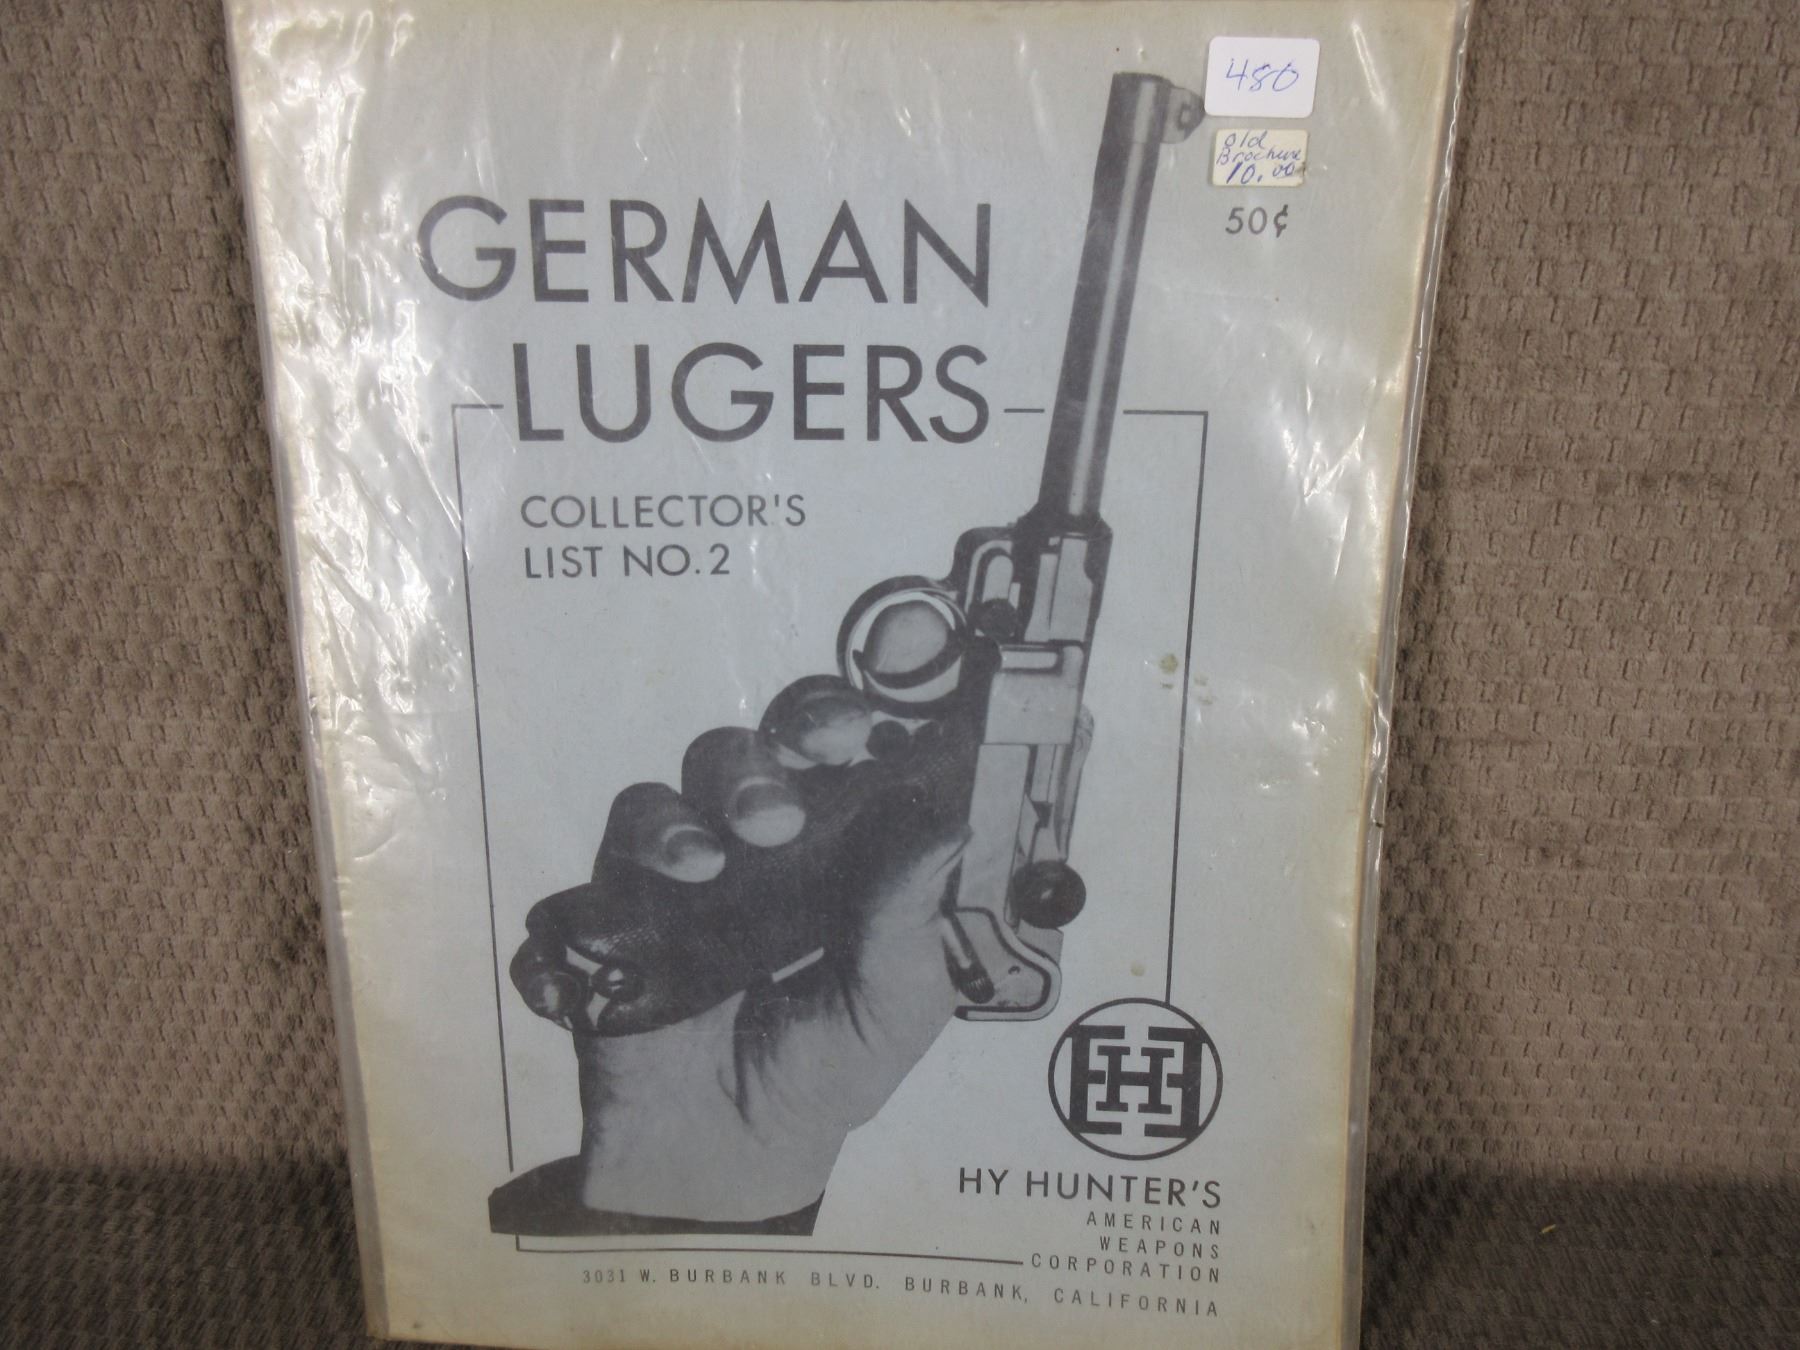 480
old
Brochure
10.00
50¢
GERMAN
LUGERS
COLLECTOR'S
LIST NO. 2
HH
HY HUNTER'S
AMERICAN
WEAPONS
CORPORATION
3031 W. BURBANK BLVD. BURBANK, CALIFORNIA